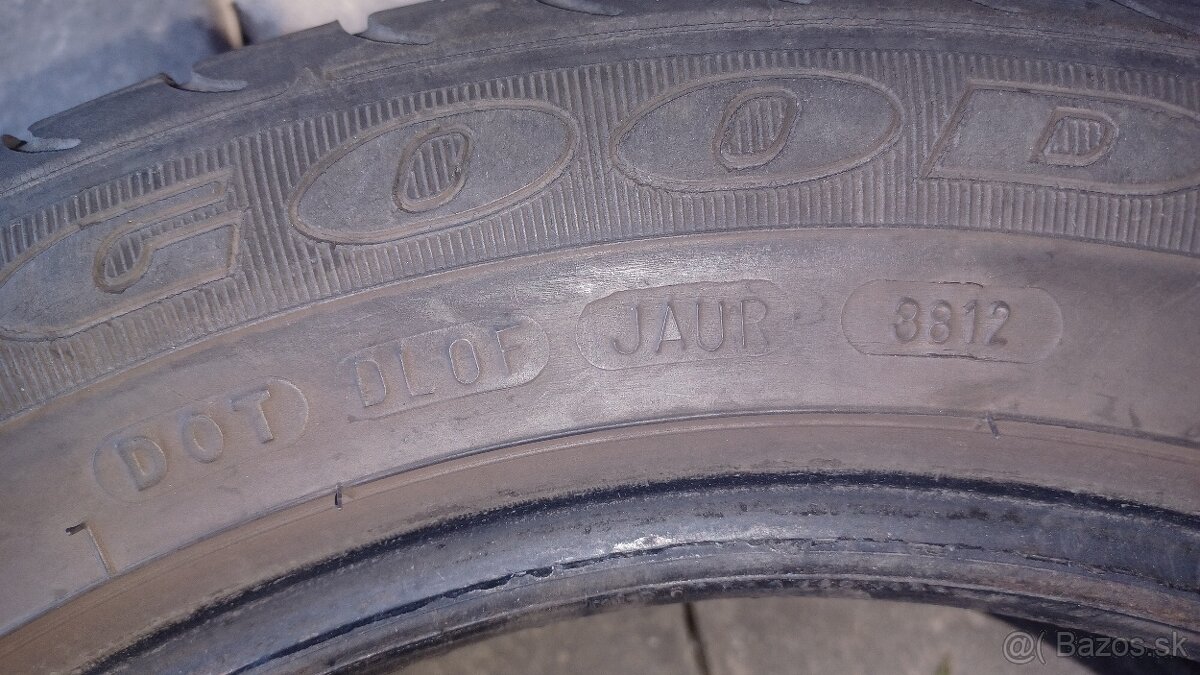 GOOD
DOT DLOF JAUR 3812
@( Bazos.sk